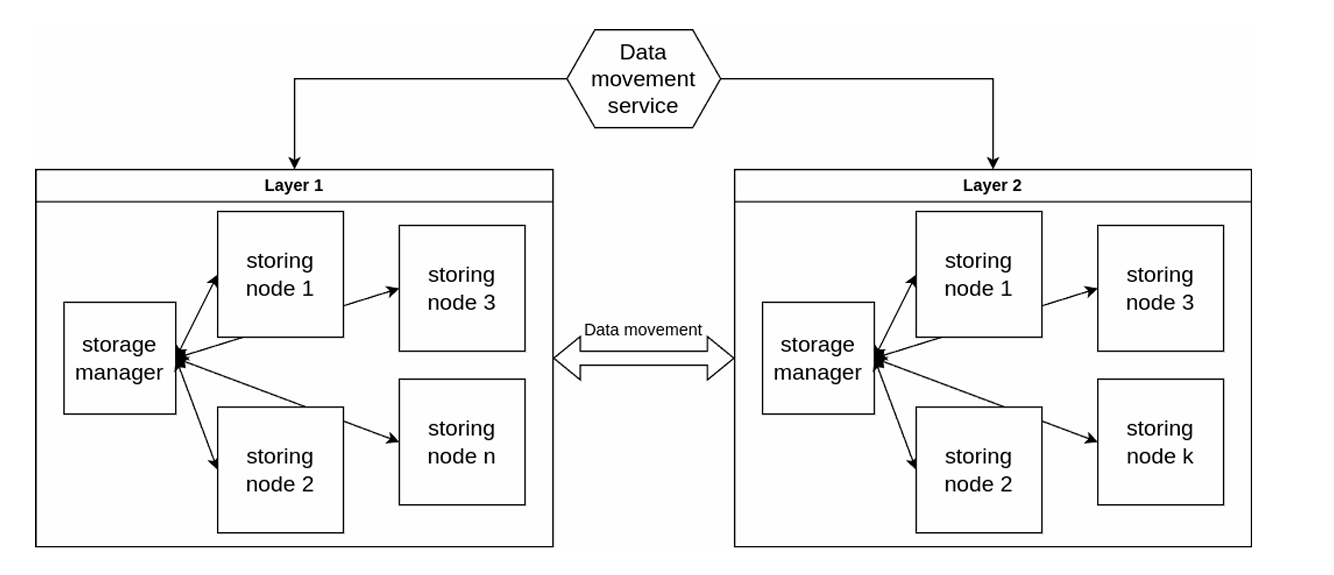 Data
movement
service
Layer 1
storing
node 1
storing
node 3
storage
manager
storing
node 2
storing
node n
Data movement
Layer 2
storing
node 1
storing
node 3
storage
manager
storing
node 2
storing
node k